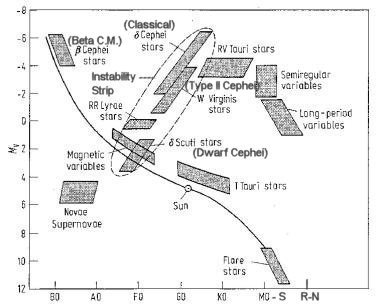 -8
-6
-4
-2
0
2
4
6
8
10
12
Mv
(Beta C.M.)
β Cephei
stars
(Classical)
δ Cephei
stars
RV Tauri stars
Instability
Strip
(Type II Cephei)
W Virginis
stars
Semiregular
variables
RR Lyrae
stars
Long-period
variables
δ Scuti stars
(Dwarf Cephei)
Magnetic
variables
T Tauri stars
Sun
Novae
Supernovae
Flare
stars
B0 A0 F0 G0 K0 M0 - S R-N